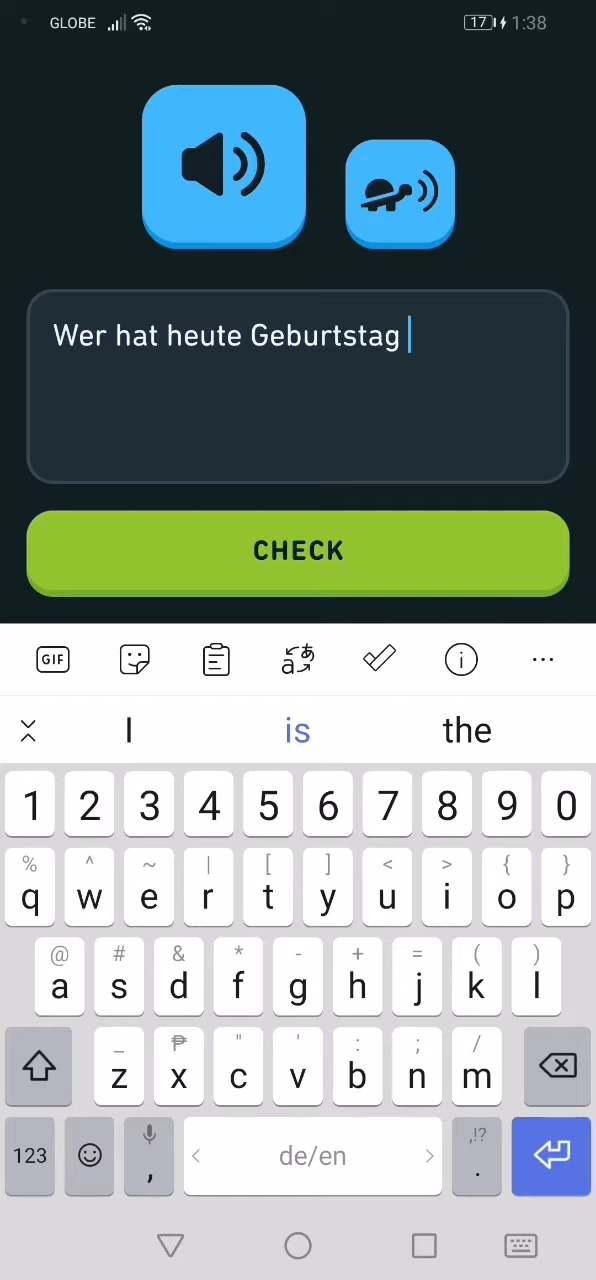 GLOBE 17 1:38
Wer hat heute Geburtstag
CHECK
GIF
I is the
1 2 3 4 5 6 7 8 9 0
% ^ ~ | [ ] < > { }
q w e r t y u i o p
@ # & * - + = ( )
a s d f g h j k l
_ ₱ " ' : ; /
z x c v b n m
,!?
123 , de/en .